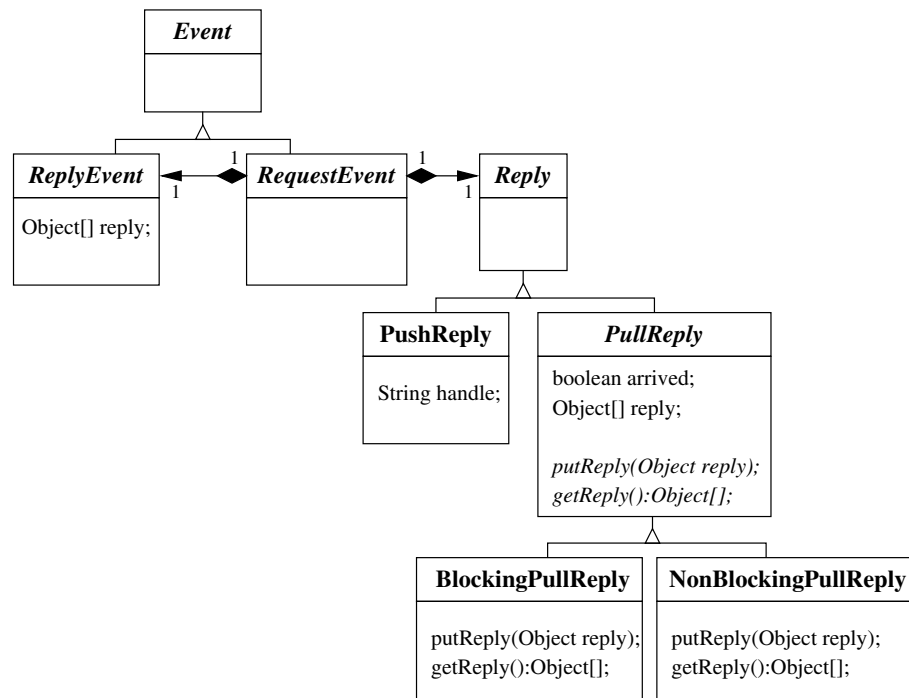 Event
1
1
ReplyEvent
RequestEvent
Reply
1
1
Object[] reply;
PushReply
PullReply
String handle;
boolean arrived;
Object[] reply;
putReply(Object reply);
getReply():Object[];
BlockingPullReply
NonBlockingPullReply
putReply(Object reply);
getReply():Object[];
putReply(Object reply);
getReply():Object[];